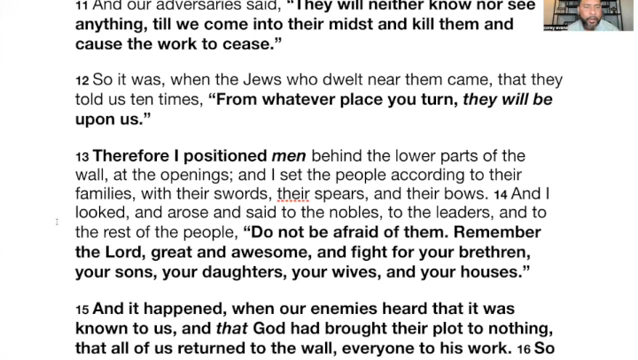 11 And our adversaries said, “They will neither know nor see
anything, till we come into their midst and kill them and
cause the work to cease.”
12 So it was, when the Jews who dwelt near them came, that they
told us ten times, “From whatever place you turn, they will be
upon us.”
13 Therefore I positioned men behind the lower parts of the
wall, at the openings; and I set the people according to their
families, with their swords, their spears, and their bows. 14 And I
looked, and arose and said to the nobles, to the leaders, and to
the rest of the people, “Do not be afraid of them. Remember
the Lord, great and awesome, and fight for your brethren,
your sons, your daughters, your wives, and your houses.”
15 And it happened, when our enemies heard that it was
known to us, and that God had brought their plot to nothing,
that all of us returned to the wall, everyone to his work. 16 So